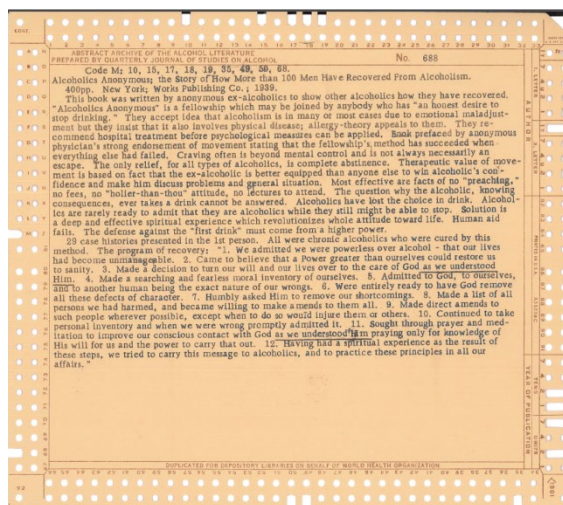 ABSTRACT ARCHIVE OF THE ALCOHOL LITERATURE
PREPARED BY QUARTERLY JOURNAL OF STUDIES ON ALCOHOL
No. 688
Code M: 10, 15, 17, 18, 19, 35, 49, 50, 68.
Alcoholics Anonymous; the Story of How More than 100 Men Have Recovered From Alcoholism.
400pp. New York; Works Publishing Co.; 1939.
This book was written by anonymous ex-alcoholics to show other alcoholics how they have recovered.
"Alcoholics Anonymous" is a fellowship which may be joined by anybody who has "an honest desire to
stop drinking." They accept idea that alcoholism is in many or most cases due to emotional maladjust-
ment but they insist that it also involves physical disease; allergy-theory appeals to them. They re-
commend hospital treatment before psychological measures can be applied. Book prefaced by anonymous
physician's strong endorsement of movement stating that the fellowship's method has succeeded when
everything else had failed. Craving often beyond mental control and is not always necessarily an
escape. The only relief, for all types of alcoholics, is complete abstinence. Therapeutic value of move-
ment is based on fact that the ex-alcoholic is better equipped than anyone else to win alcoholic's con-
fidence and make him discuss problems and general situation. Most effective are facts of no "preaching,"
no fees, no "holier-than-thou" attitude, no lectures to attend. The question why the alcoholic, knowing
consequences, ever takes a drink cannot be answered. Alcoholics have lost the choice in drink. Alcohol-
ics are rarely ready to admit that they are alcoholics while they still might be able to stop. Solution is
a deep and effective spiritual experience which revolutionizes whole attitude toward life. Human aid
fails. The defense against the "first drink" must come from a higher power.
29 case histories presented in the 1st person. All were chronic alcoholics who were cured by this
method. The program of recovery: "1. We admitted we were powerless over alcohol - that our lives
had become unmanageable. 2. Came to believe that a Power greater than ourselves could restore us
to sanity. 3. Made a decision to turn our will and our lives over to the care of God as we understood
Him. 4. Made a searching and fearless moral inventory of ourselves. 5. Admitted to God, to ourselves,
and to another human being the exact nature of our wrongs. 6. Were entirely ready to have God remove
all these defects of character. 7. Humbly asked Him to remove our shortcomings. 8. Made a list of all
persons we had harmed, and became willing to make amends to them all. 9. Made direct amends to
such people wherever possible, except when to do so would injure them or others. 10. Continued to take
personal inventory and when we were wrong promptly admitted it. 11. Sought through prayer and med-
itation to improve our conscious contact with God as we understood Him praying only for knowledge of
His will for us and the power to carry that out. 12. Having had a spiritual experience as the result of
these steps, we tried to carry this message to alcoholics, and to practice these principles in all our
affairs."
DUPLICATED FOR DEPOSITORY LIBRARIES ON BEHALF OF WORLD HEALTH ORGANIZATION
AUTHOR
YEAR OF PUBLICATION
TENS
UNITS